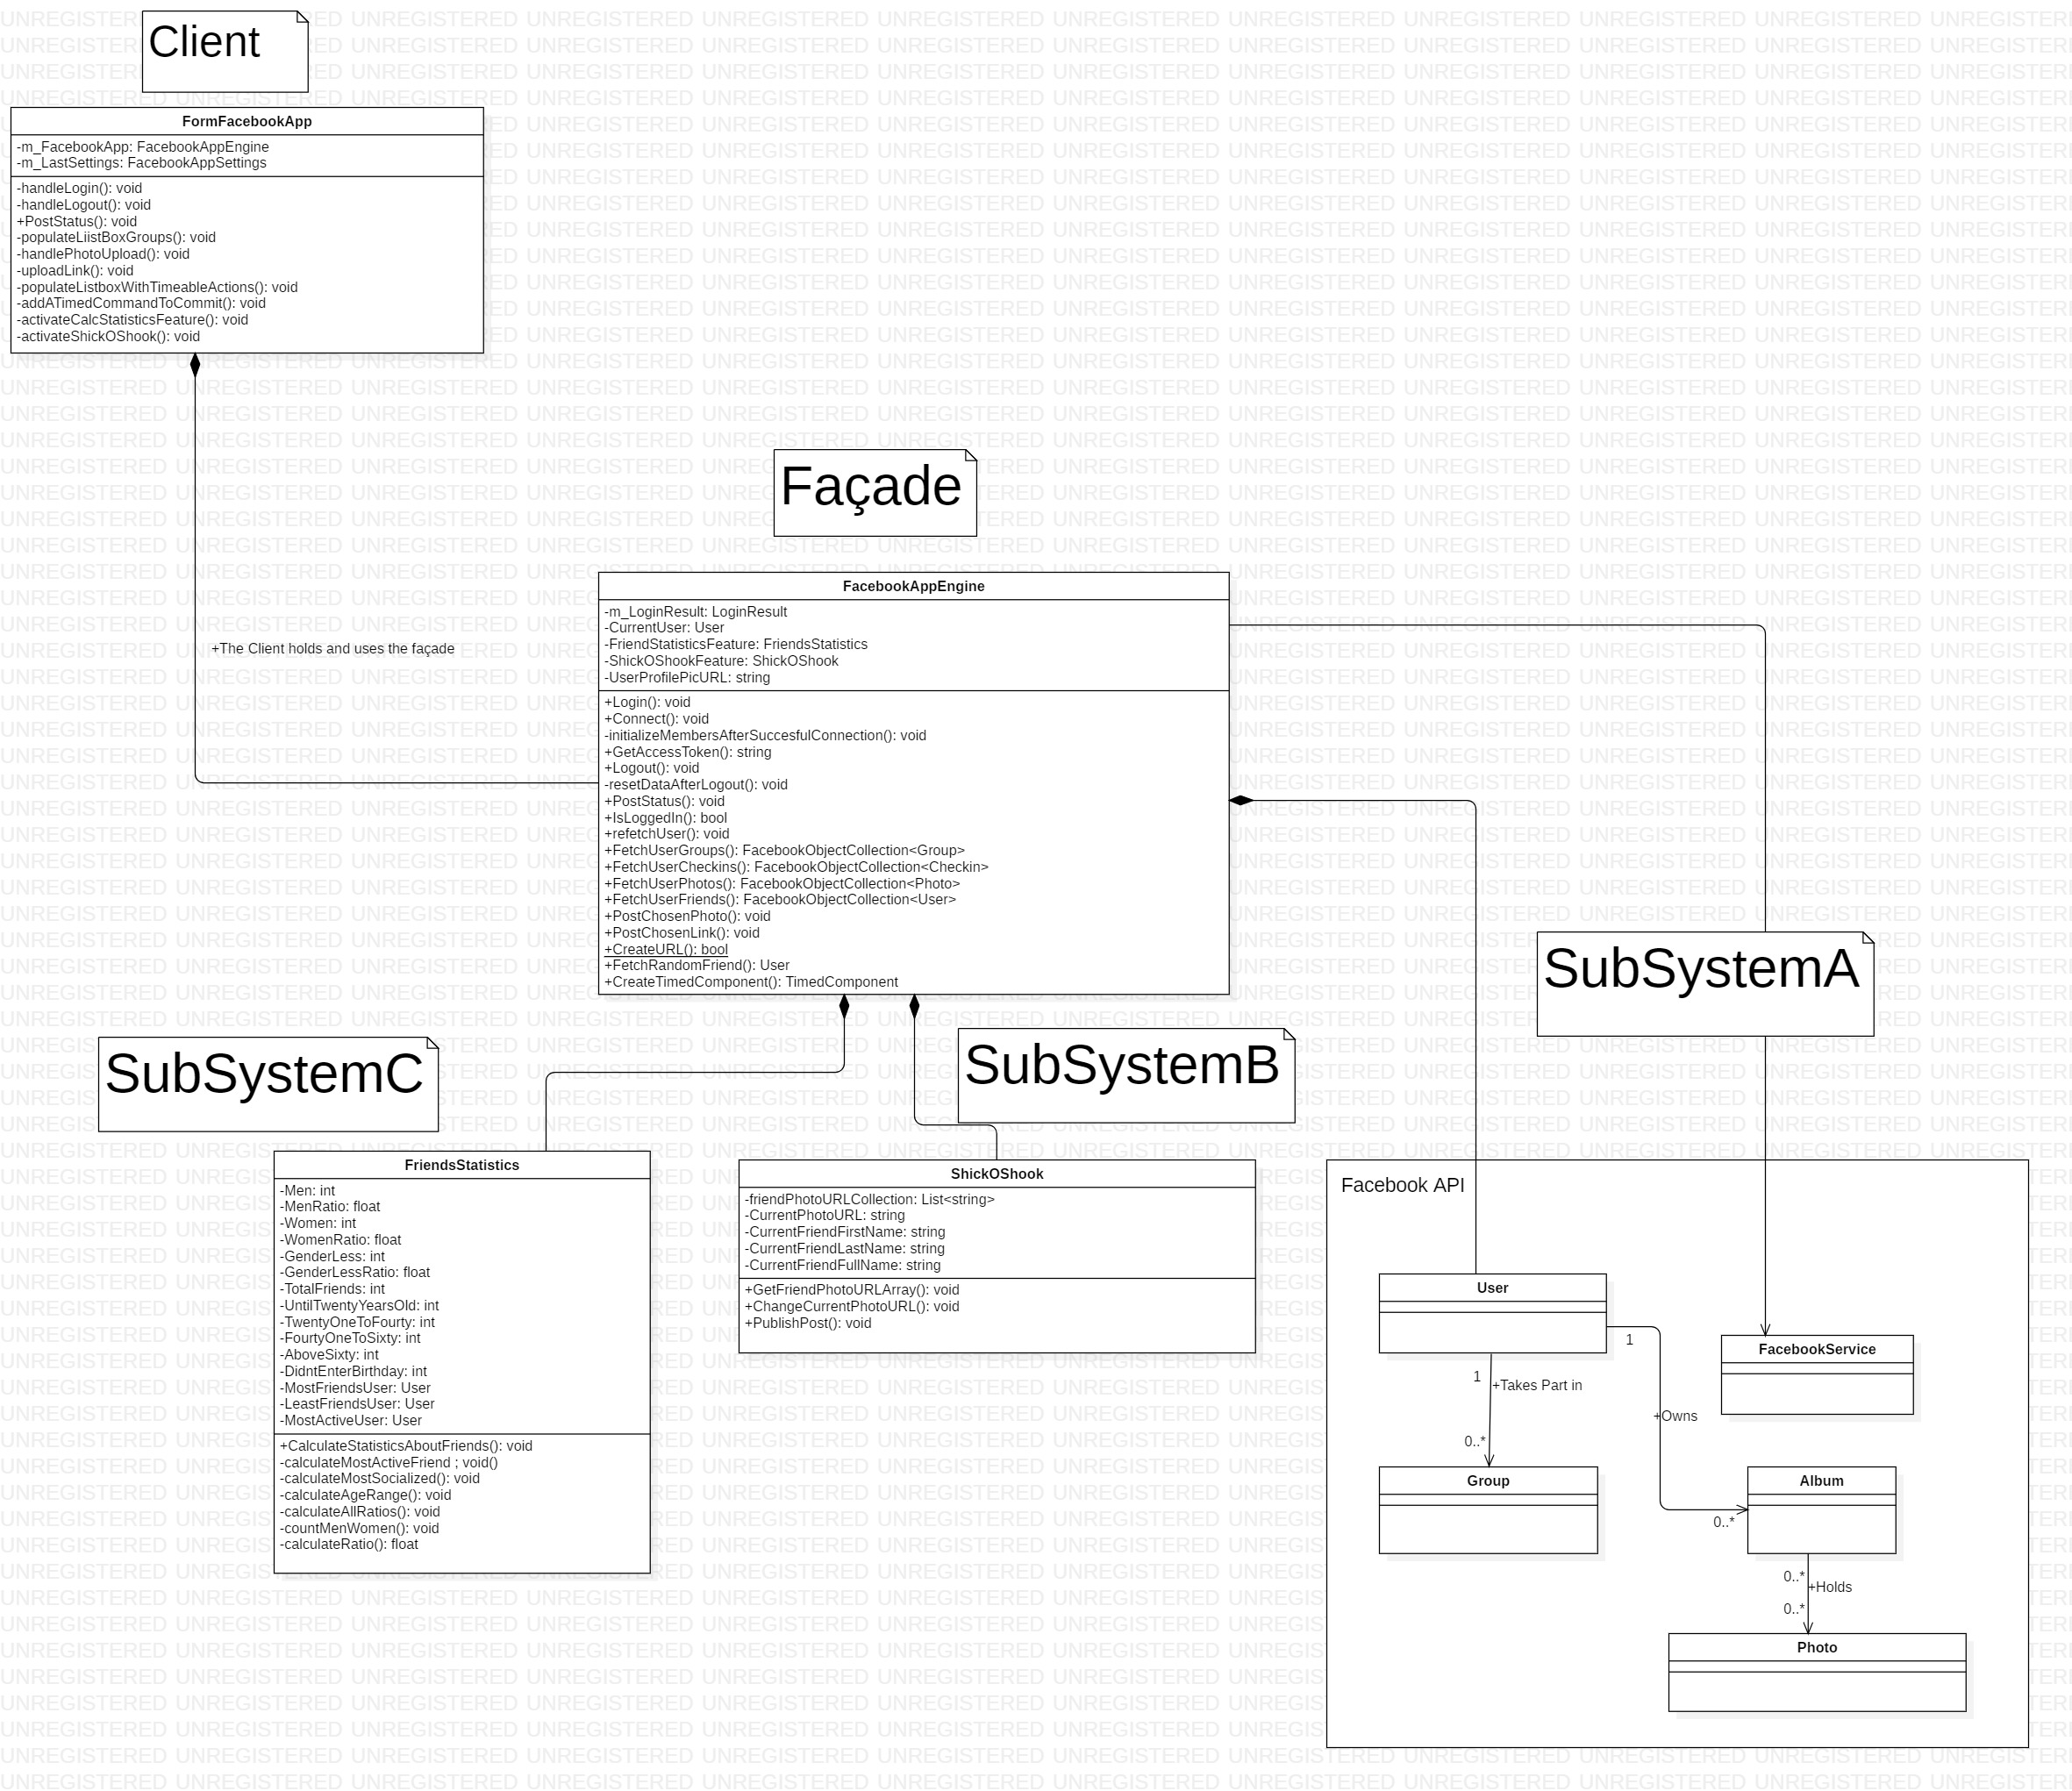 Client
FormFacebookApp
-m_FacebookApp: FacebookAppEngine
-m_LastSettings: FacebookAppSettings
-handleLogin(): void
-handleLogout(): void
+PostStatus(): void
-populateLiistBoxGroups(): void
-handlePhotoUpload(): void
-uploadLink(): void
-populateListboxWithTimeableActions(): void
-addATimedCommandToCommit(): void
-activateCalcStatisticsFeature(): void
-activateShickOShook(): void
+The Client holds and uses the façade
Façade
FacebookAppEngine
-m_LoginResult: LoginResult
-CurrentUser: User
-FriendStatisticsFeature: FriendsStatistics
-ShickOShookFeature: ShickOShook
-UserProfilePicURL: string
+Login(): void
+Connect(): void
-initializeMembersAfterSuccesfulConnection(): void
+GetAccessToken(): string
+Logout(): void
-resetDataAfterLogout(): void
+PostStatus(): void
+IsLoggedIn(): bool
+refetchUser(): void
+FetchUserGroups(): FacebookObjectCollection<Group>
+FetchUserCheckins(): FacebookObjectCollection<Checkin>
+FetchUserPhotos(): FacebookObjectCollection<Photo>
+FetchUserFriends(): FacebookObjectCollection<User>
+PostChosenPhoto(): void
+PostChosenLink(): void
+CreateURL(): bool
+FetchRandomFriend(): User
+CreateTimedComponent(): TimedComponent
SubSystemA
SubSystemB
SubSystemC
FriendsStatistics
-Men: int
-MenRatio: float
-Women: int
-WomenRatio: float
-GenderLess: int
-GenderLessRatio: float
-TotalFriends: int
-UntilTwentyYearsOld: int
-TwentyOneToFourty: int
-FourtyOneToSixty: int
-AboveSixty: int
-DidntEnterBirthday: int
-MostFriendsUser: User
-LeastFriendsUser: User
-MostActiveUser: User
+CalculateStatisticsAboutFriends(): void
-calculateMostActiveFriend ; void()
-calculateMostSocialized(): void
-calculateAgeRange(): void
-calculateAllRatios(): void
-countMenWomen(): void
-calculateRatio(): float
ShickOShook
-friendPhotoURLCollection: List<string>
-CurrentPhotoURL: string
-CurrentFriendFirstName: string
-CurrentFriendLastName: string
-CurrentFriendFullName: string
+GetFriendPhotoURLArray(): void
+ChangeCurrentPhotoURL(): void
+PublishPost(): void
Facebook API
User
1
FacebookService
1
+Takes Part in
+Owns
0..*
Group
Album
0..*
0..*
+Holds
0..*
Photo
UNREGISTERED